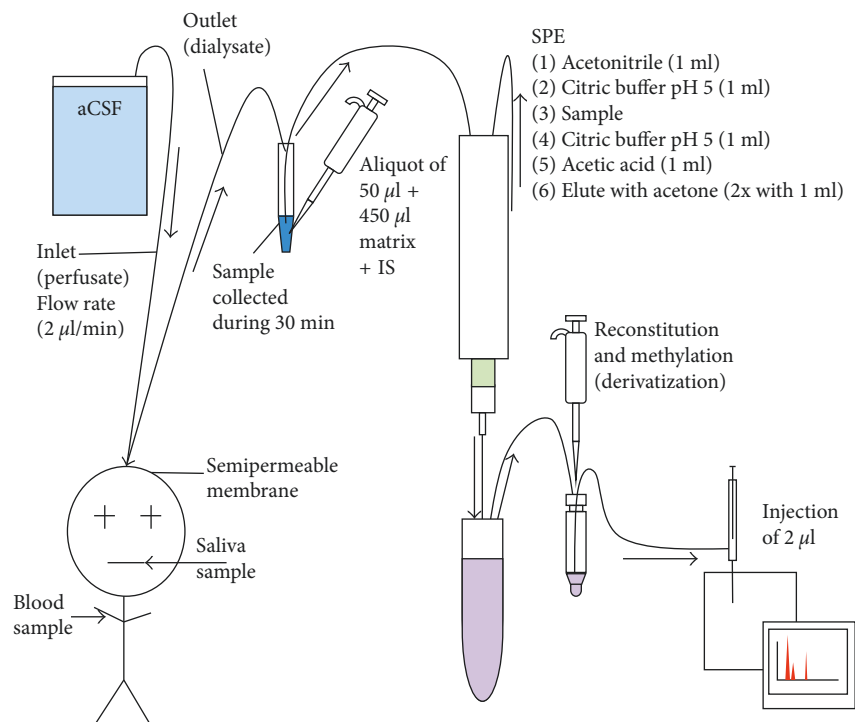 Outlet
(dialysate)
aCSF
SPE
(1) Acetonitrile (1 ml)
(2) Citric buffer pH 5 (1 ml)
(3) Sample
(4) Citric buffer pH 5 (1 ml)
(5) Acetic acid (1 ml)
(6) Elute with acetone (2x with 1 ml)
Aliquot of
50 μl +
450 μl
matrix
+ IS
Inlet
(perfusate)
Flow rate
(2 μl/min)
Sample
collected
during 30 min
Reconstitution
and methylation
(derivatization)
Semipermeable
membrane
Saliva
sample
Blood
sample
Injection
of 2 μl